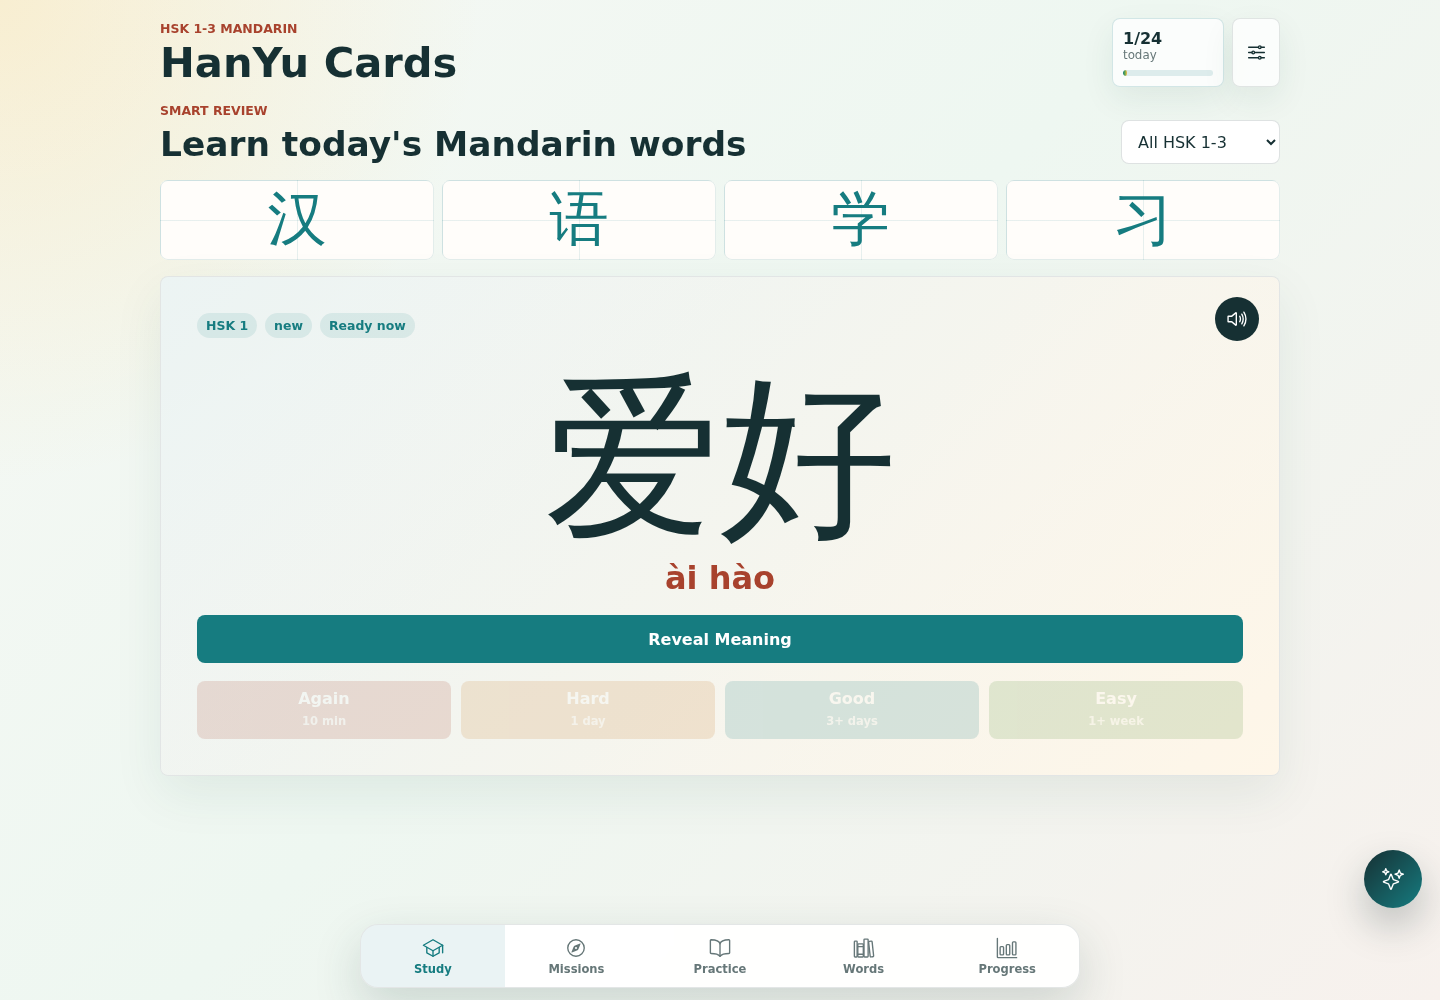 HSK 1-3 MANDARIN
HanYu Cards
1/24
today
SMART REVIEW
Learn today's Mandarin words
All HSK 1-3
汉 语 学 习
HSK 1 new Ready now
爱好
ài hào
Reveal Meaning
Again Hard Good Easy
10 min 1 day 3+ days 1+ week
Study Missions Practice Words Progress